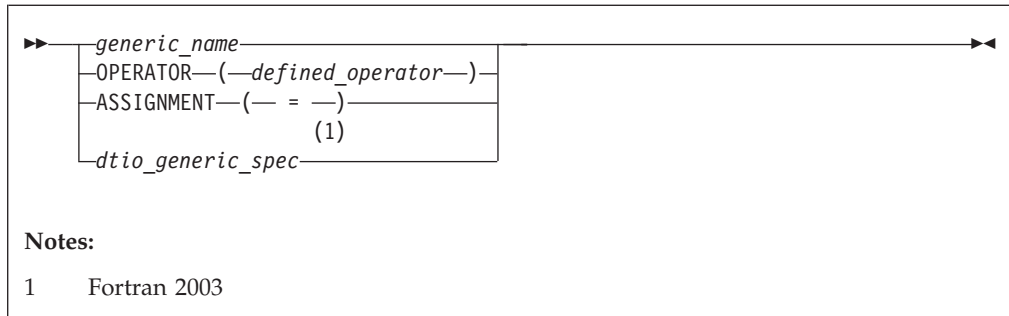 generic_name
OPERATOR ( defined_operator )
ASSIGNMENT ( = )
(1)
dtio_generic_spec
Notes:
1 Fortran 2003